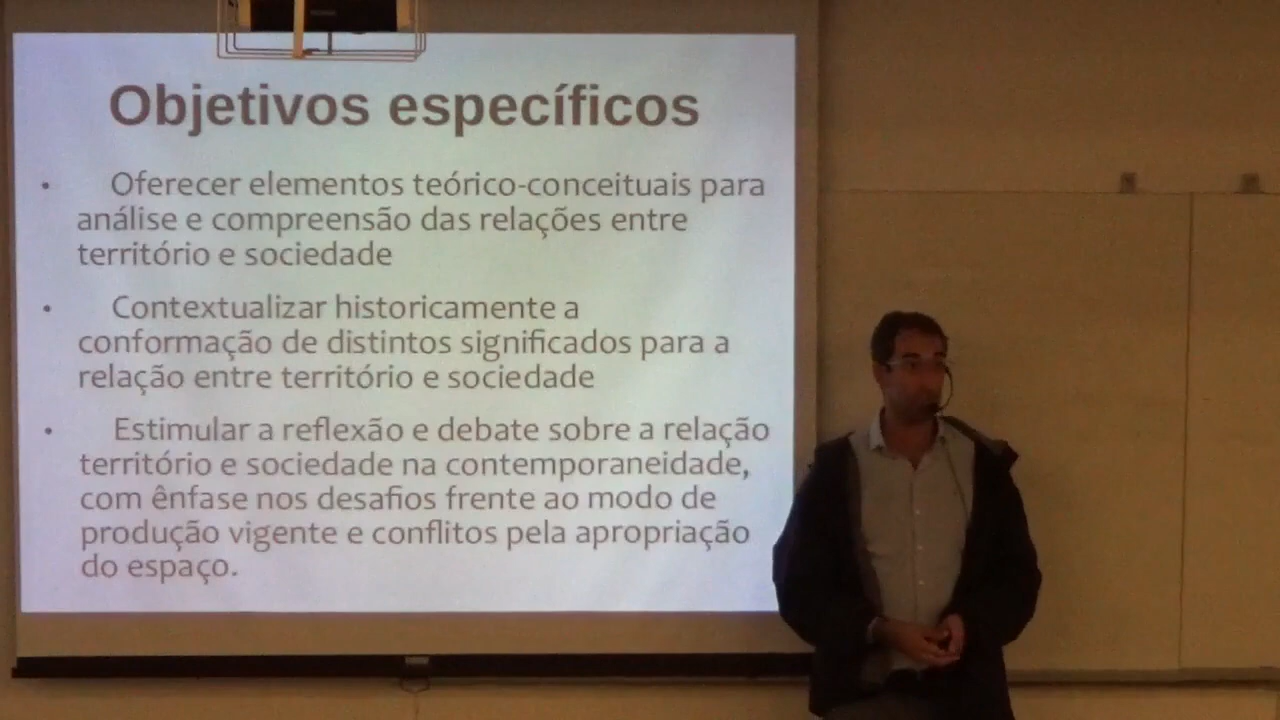 Objetivos específicos
• Oferecer elementos teórico-conceituais para
análise e compreensão das relações entre
território e sociedade
• Contextualizar historicamente a
conformação de distintos significados para a
relação entre território e sociedade
• Estimular a reflexão e debate sobre a relação
território e sociedade na contemporaneidade,
com ênfase nos desafios frente ao modo de
produção vigente e conflitos pela apropriação
do espaço.